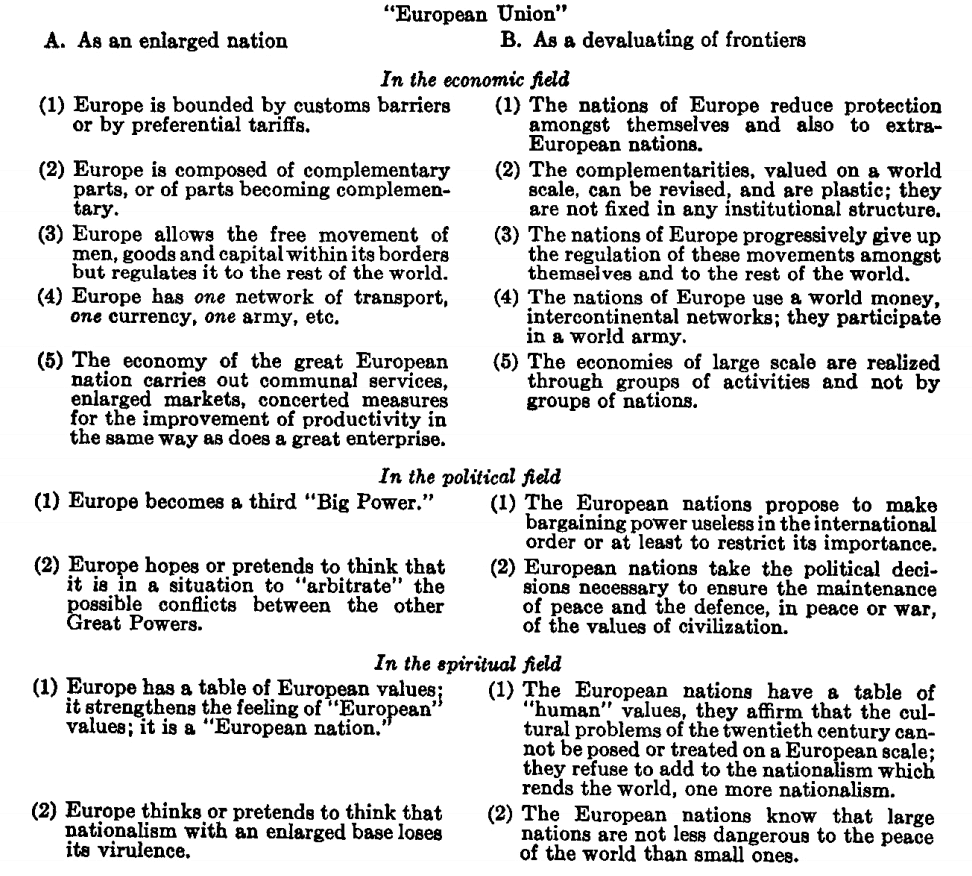 "European Union"
A. As an enlarged nation
B. As a devaluating of frontiers
In the economic field
(1) Europe is bounded by customs barriers
or by preferential tariffs.
(1) The nations of Europe reduce protection
amongst themselves and also to extra-
European nations.
(2) Europe is composed of complementary
parts, or of parts becoming complemen-
tary.
(2) The complementarities, valued on a world
scale, can be revised, and are plastic; they
are not fixed in any institutional structure.
(3) Europe allows the free movement of
men, goods and capital within its borders
but regulates it to the rest of the world.
(3) The nations of Europe progressively give up
the regulation of these movements amongst
themselves and to the rest of the world.
(4) Europe has one network of transport,
one currency, one army, etc.
(4) The nations of Europe use a world money,
intercontinental networks; they participate
in a world army.
(5) The economy of the great European
nation carries out communal services,
enlarged markets, concerted measures
for the improvement of productivity in
the same way as does a great enterprise.
(5) The economies of large scale are realized
through groups of activities and not by
groups of nations.
In the political field
(1) Europe becomes a third "Big Power."
(1) The European nations propose to make
bargaining power useless in the international
order or at least to restrict its importance.
(2) Europe hopes or pretends to think that
it is in a situation to "arbitrate" the
possible conflicts between the other
Great Powers.
(2) European nations take the political deci-
sions necessary to ensure the maintenance
of peace and the defence, in peace or war,
of the values of civilization.
In the spiritual field
(1) Europe has a table of European values;
it strengthens the feeling of "European"
values; it is a "European nation."
(1) The European nations have a table of
"human" values, they affirm that the cul-
tural problems of the twentieth century can-
not be posed or treated on a European scale;
they refuse to add to the nationalism which
rends the world, one more nationalism.
(2) Europe thinks or pretends to think that
nationalism with an enlarged base loses
its virulence.
(2) The European nations know that large
nations are not less dangerous to the peace
of the world than small ones.